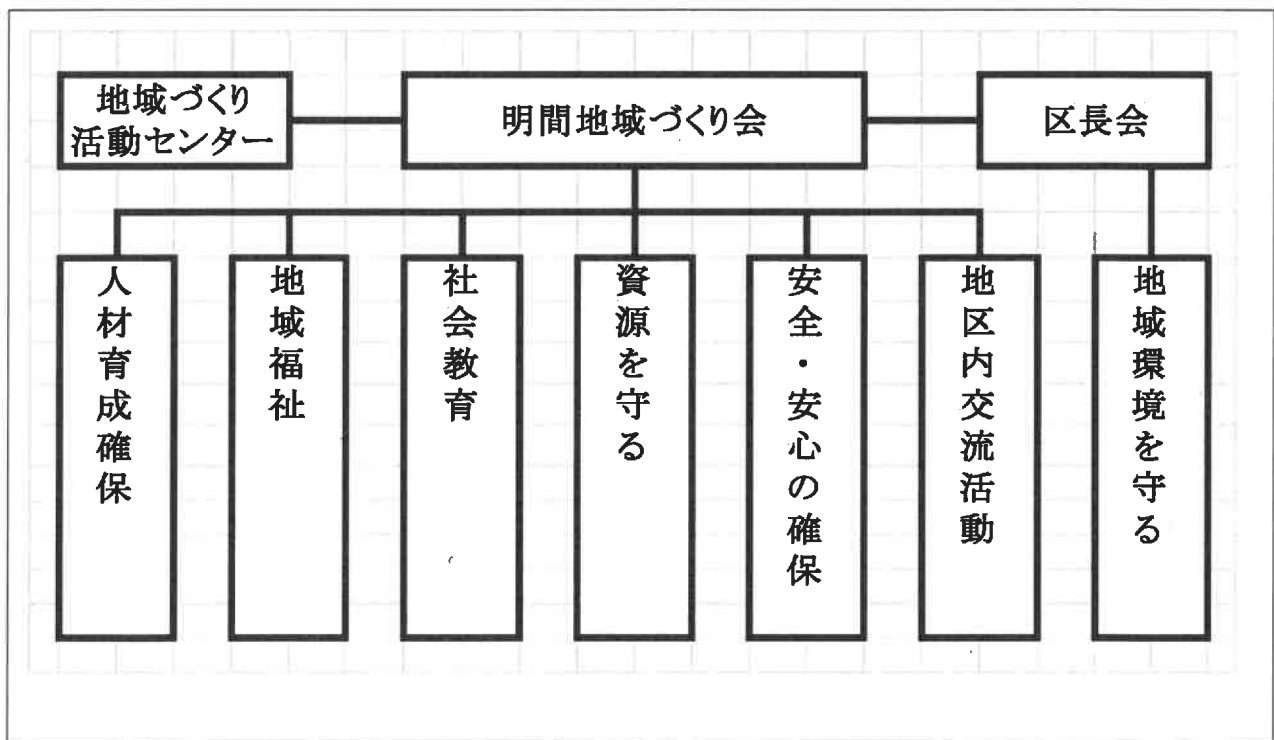 地域づくり
活動センター
明間地域づくり会
区長会
人材育成確保
地域福祉
社会教育
資源を守る
安全・安心の確保
地区内交流活動
地域環境を守る